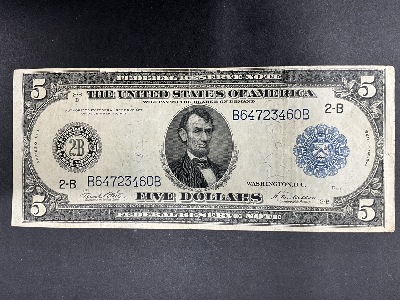 FEDERAL RESERVE NOTE
5 THE UNITED STATES OF AMERICA 5
WILL PAY TO THE BEARER ON DEMAND
B64723460B 2-B
2B
2-B B64723460B
WASHINGTON, D.C.
5 FIVE DOLLARS 5
FEDERAL RESERVE NOTE